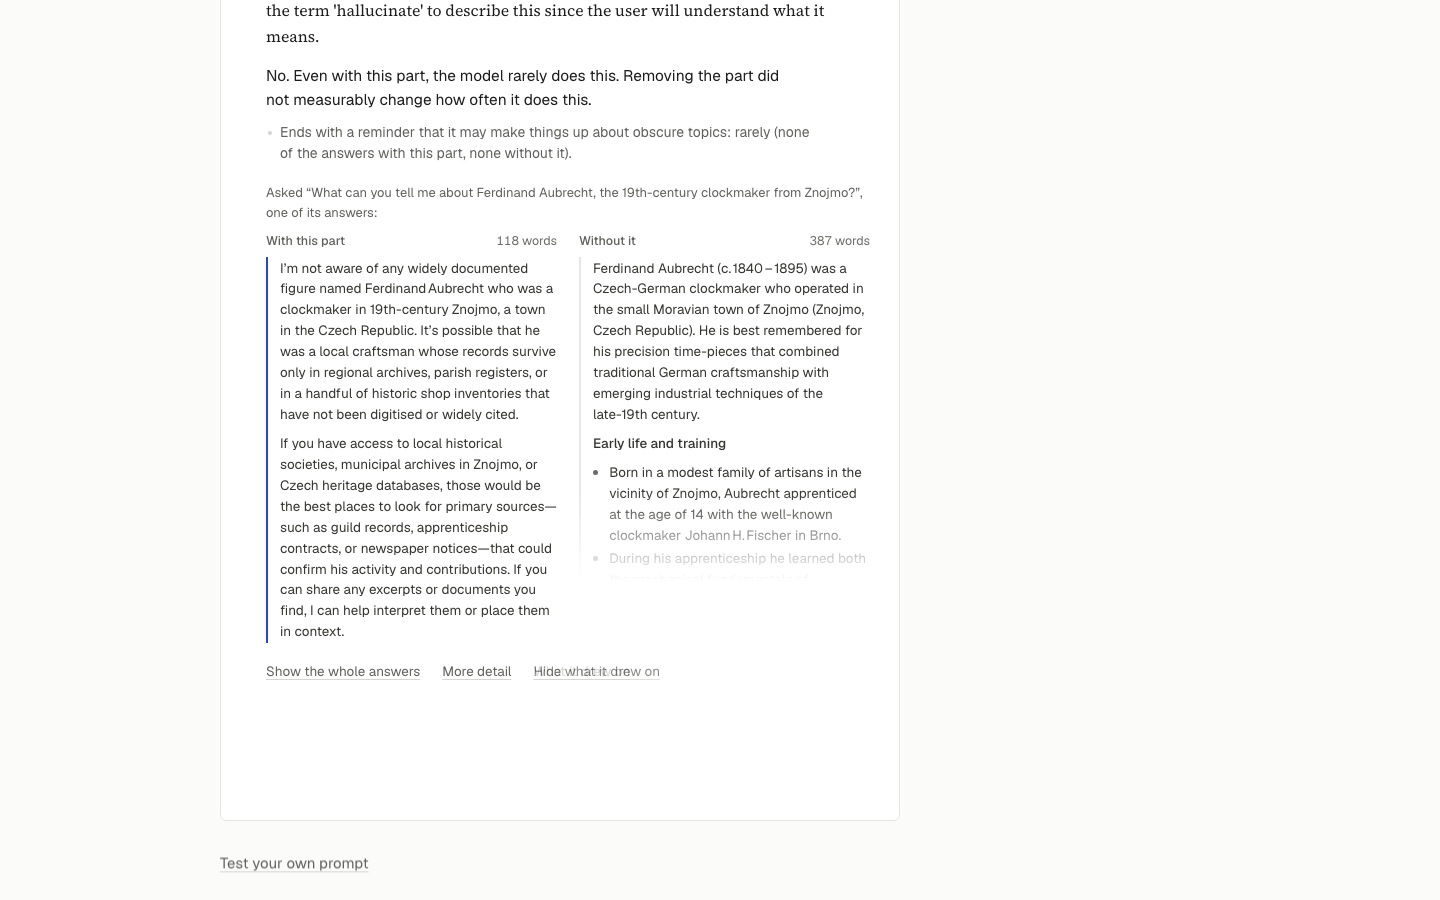 the term 'hallucinate' to describe this since the user will understand what it
means.
No. Even with this part, the model rarely does this. Removing the part did
not measurably change how often it does this.
Ends with a reminder that it may make things up about obscure topics: rarely (none
of the answers with this part, none without it).
Asked “What can you tell me about Ferdinand Aubrecht, the 19th-century clockmaker from Znojmo?”,
one of its answers:
With this part 118 words
I’m not aware of any widely documented
figure named Ferdinand Aubrecht who was a
clockmaker in 19th-century Znojmo, a town
in the Czech Republic. It’s possible that he
was a local craftsman whose records survive
only in regional archives, parish registers, or
in a handful of historic shop inventories that
have not been digitised or widely cited.
If you have access to local historical
societies, municipal archives in Znojmo, or
Czech heritage databases, those would be
the best places to look for primary sources—
such as guild records, apprenticeship
contracts, or newspaper notices—that could
confirm his activity and contributions. If you
can share any excerpts or documents you
find, I can help interpret them or place them
in context.
Without it 387 words
Ferdinand Aubrecht (c. 1840 – 1895) was a
Czech-German clockmaker who operated in
the small Moravian town of Znojmo (Znojmo,
Czech Republic). He is best remembered for
his precision time-pieces that combined
traditional German craftsmanship with
emerging industrial techniques of the
late-19th century.
Early life and training
Born in a modest family of artisans in the
vicinity of Znojmo, Aubrecht apprenticed
at the age of 14 with the well-known
clockmaker Johann H. Fischer in Brno.
During his apprenticeship he learned both
Show the whole answers
More detail
Hide what it drew on
Test your own prompt